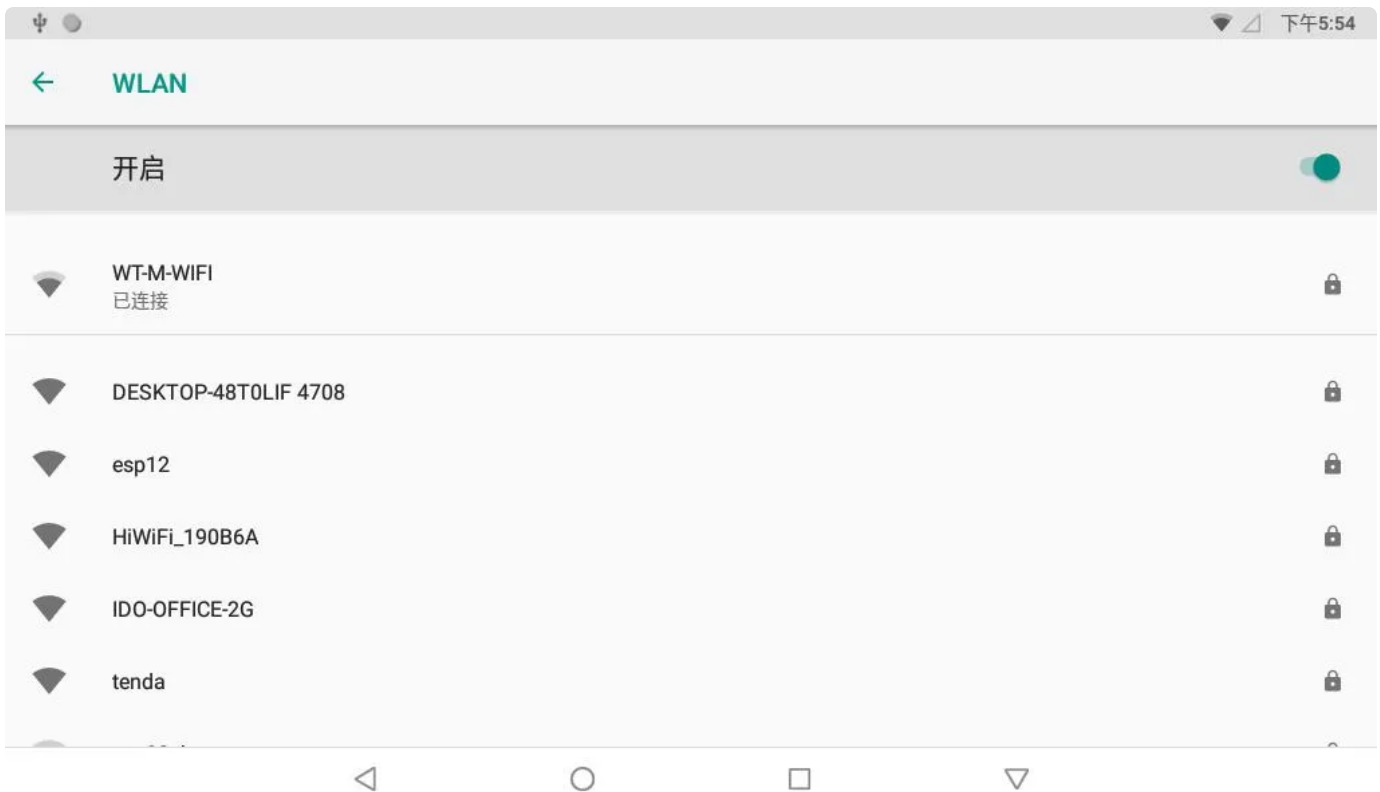 下午5:54
WLAN
开启
WT-M-WIFI
已连接
DESKTOP-48T0LIF 4708
esp12
HiWiFi_190B6A
IDO-OFFICE-2G
tenda